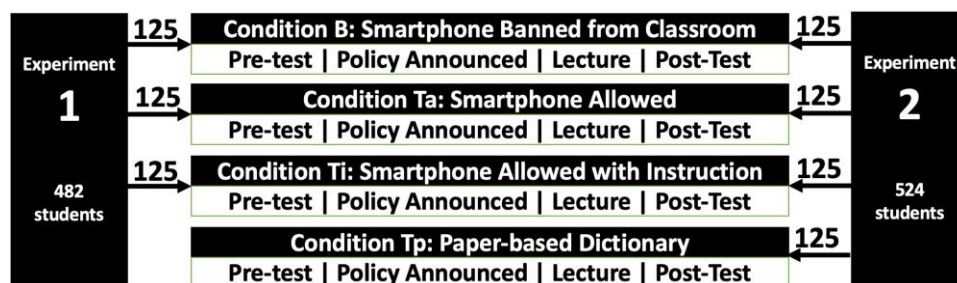 Experiment
1
482
students
125
125
125
Condition B: Smartphone Banned from Classroom
Pre-test | Policy Announced | Lecture | Post-Test
Condition Ta: Smartphone Allowed
Pre-test | Policy Announced | Lecture | Post-Test
Condition Ti: Smartphone Allowed with Instruction
Pre-test | Policy Announced | Lecture | Post-Test
Condition Tp: Paper-based Dictionary
Pre-test | Policy Announced | Lecture | Post-Test
125
125
125
125
Experiment
2
524
students